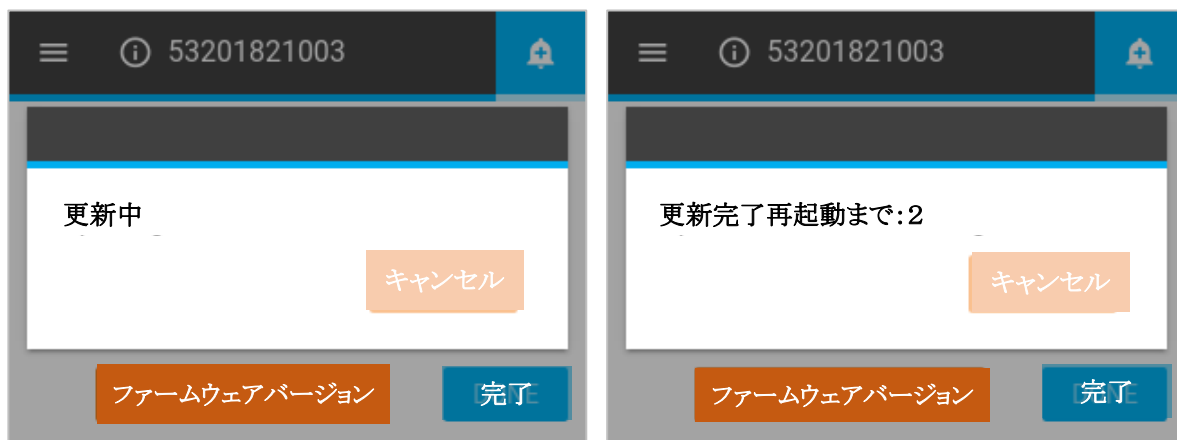 53201821003
更新中
キャンセル
ファームウェアバージョン
完了
53201821003
更新完了再起動まで:2
キャンセル
ファームウェアバージョン
完了